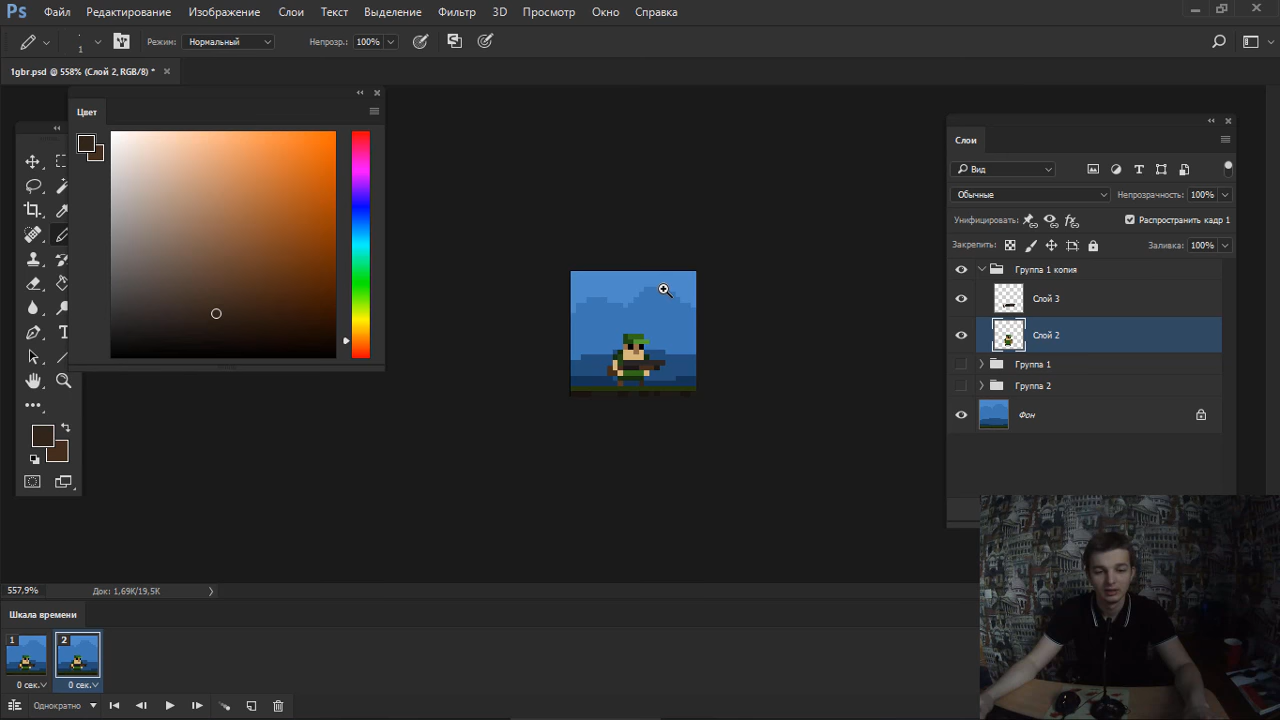 Ps Файл Редактирование Изображение Слои Текст Выделение Фильтр 3D Просмотр Окно Справка
1 Режим: Нормальный Непрозр.: 100%
1gbr.psd @ 558% (Слой 2, RGB/8) * ×
Цвет
Слои
Вид
Обычные Непрозрачность: 100%
Унифицировать: Распространить кадр 1
Закрепить: Заливка: 100%
Группа 1 копия
Слой 3
Слой 2
Группа 1
Группа 2
Фон
557,9% Док: 1,69K/19,5K
Шкала времени
1 2
0 сек. 0 сек.
Однократно